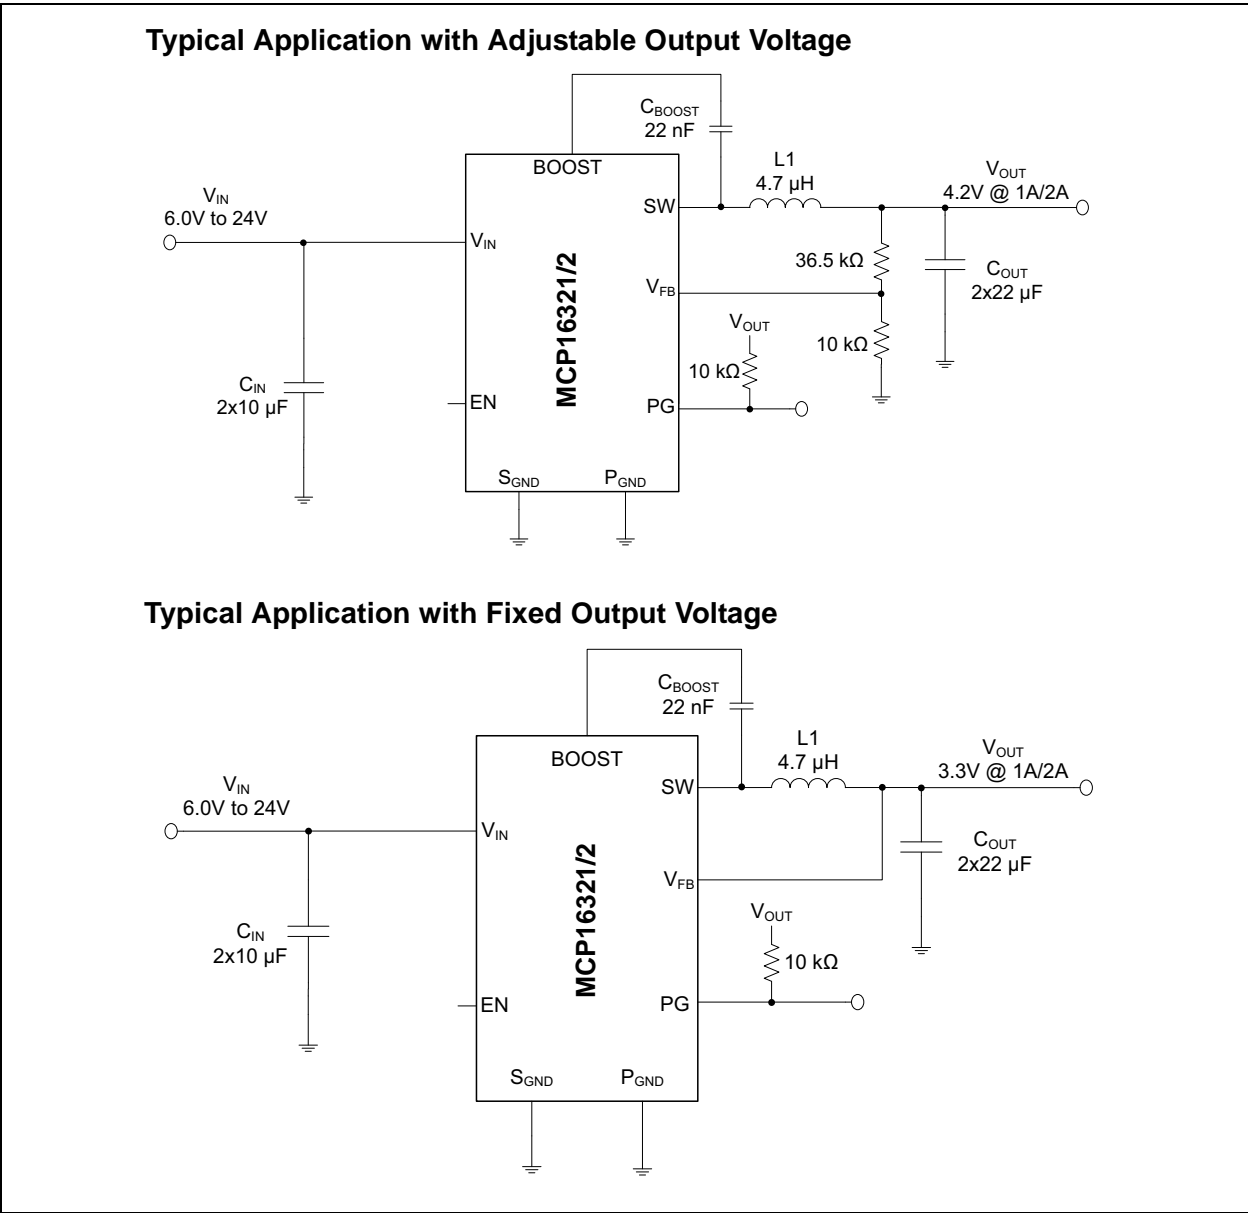 Typical Application with Adjustable Output Voltage
CBOOST
22 nF
BOOST
L1
4.7 µH
VOUT
4.2V @ 1A/2A
VIN
6.0V to 24V
SW
VIN
36.5 kΩ
COUT
2x22 µF
VFB
MCP16321/2
VOUT
10 kΩ
10 kΩ
CIN
2x10 µF
EN
PG
SGND
PGND
Typical Application with Fixed Output Voltage
CBOOST
22 nF
BOOST
L1
4.7 µH
VOUT
3.3V @ 1A/2A
VIN
6.0V to 24V
SW
VIN
COUT
2x22 µF
VFB
MCP16321/2
VOUT
CIN
2x10 µF
10 kΩ
EN
PG
SGND
PGND